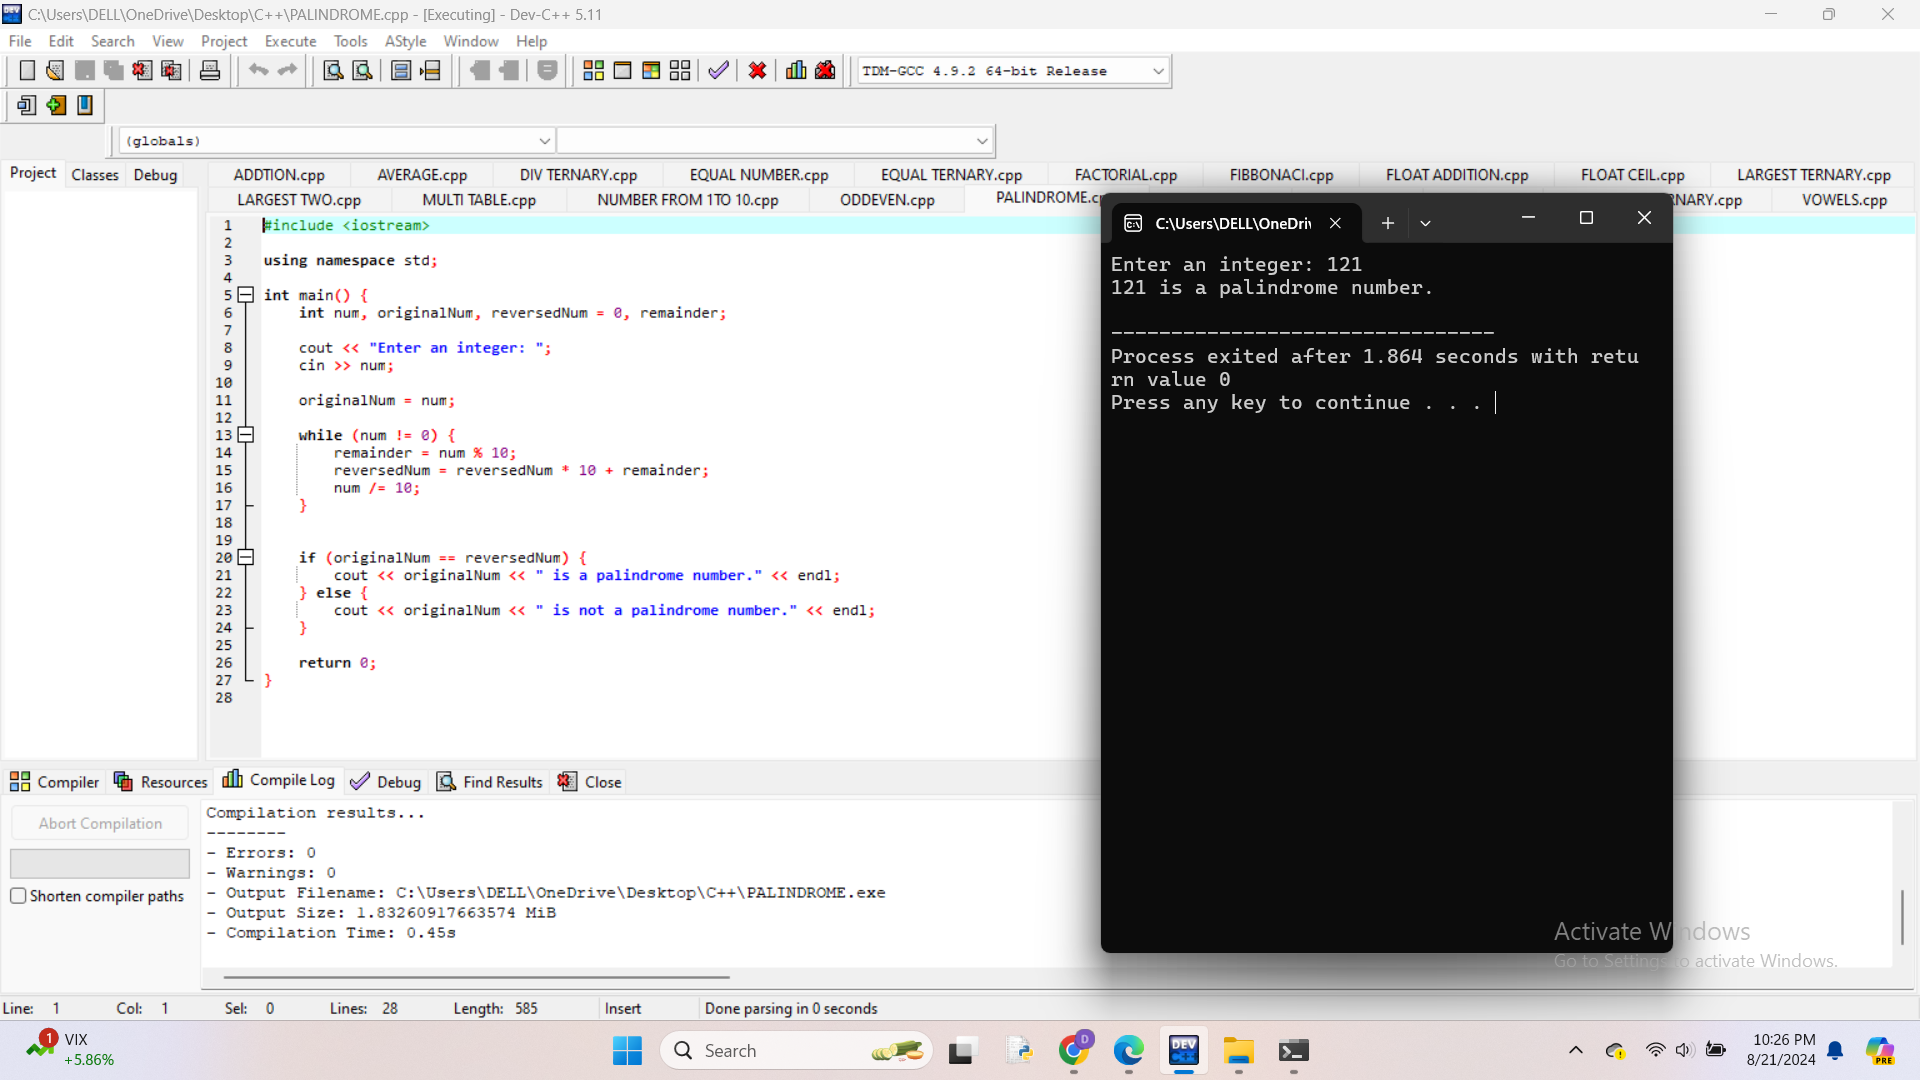 C:\Users\DELL\OneDrive\Desktop\C++\PALINDROME.cpp - [Executing] - Dev-C++ 5.11
File Edit Search View Project Execute Tools AStyle Window Help
TDM-GCC 4.9.2 64-bit Release
(globals)
Project Classes Debug
ADDTION.cpp AVERAGE.cpp DIV TERNARY.cpp EQUAL NUMBER.cpp EQUAL TERNARY.cpp FACTORIAL.cpp FIBBONACI.cpp FLOAT ADDITION.cpp FLOAT CEIL.cpp LARGEST TERNARY.cpp
LARGEST TWO.cpp MULTI TABLE.cpp NUMBER FROM 1TO 10.cpp ODDEVEN.cpp PALINDROME.c RNARY.cpp VOWELS.cpp
1 #include <iostream>
2
3 using namespace std;
4
5 int main() {
6 int num, originalNum, reversedNum = 0, remainder;
7
8 cout << "Enter an integer: ";
9 cin >> num;
10
11 originalNum = num;
12
13 while (num != 0) {
14 remainder = num % 10;
15 reversedNum = reversedNum * 10 + remainder;
16 num /= 10;
17 }
18
19
20 if (originalNum == reversedNum) {
21 cout << originalNum << " is a palindrome number." << endl;
22 } else {
23 cout << originalNum << " is not a palindrome number." << endl;
24 }
25
26 return 0;
27 }
28
C:\Users\DELL\OneDri
Enter an integer: 121
121 is a palindrome number.
--------------------------------
Process exited after 1.864 seconds with retu
rn value 0
Press any key to continue . . .
Compiler Resources Compile Log Debug Find Results Close
Abort Compilation
Shorten compiler paths
Compilation results...
--------
- Errors: 0
- Warnings: 0
- Output Filename: C:\Users\DELL\OneDrive\Desktop\C++\PALINDROME.exe
- Output Size: 1.83260917663574 MiB
- Compilation Time: 0.45s
Activate Windows
Go to Settings to activate Windows.
Line: 1 Col: 1 Sel: 0 Lines: 28 Length: 585 Insert Done parsing in 0 seconds
1
VIX
+5.86%
Search
D
DEV
C++
PRE
10:26 PM
8/21/2024